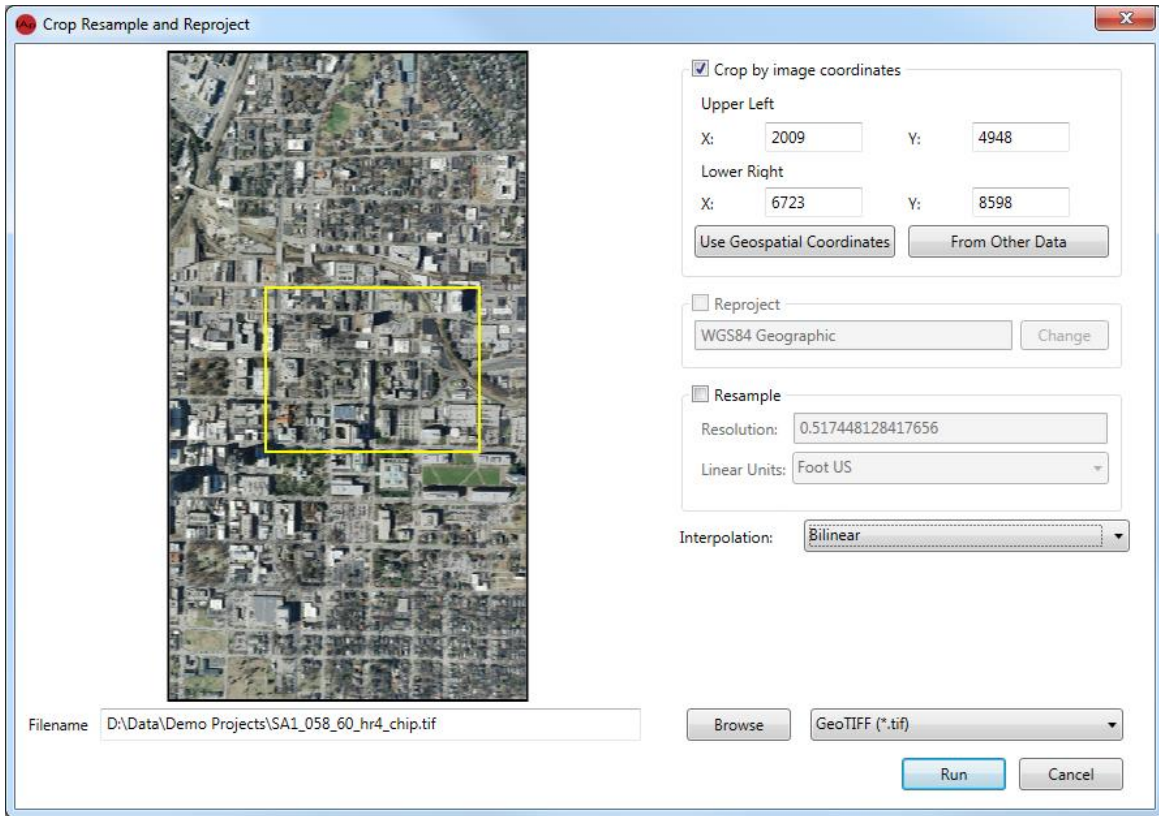 Crop Resample and Reproject
Crop by image coordinates
Upper Left
X: 2009 Y: 4948
Lower Right
X: 6723 Y: 8598
Use Geospatial Coordinates From Other Data
Reproject
WGS84 Geographic Change
Resample
Resolution: 0.517448128417656
Linear Units: Foot US
Interpolation: Bilinear
Filename D:\Data\Demo Projects\SA1_058_60_hr4_chip.tif Browse GeoTIFF (*.tif)
Run Cancel